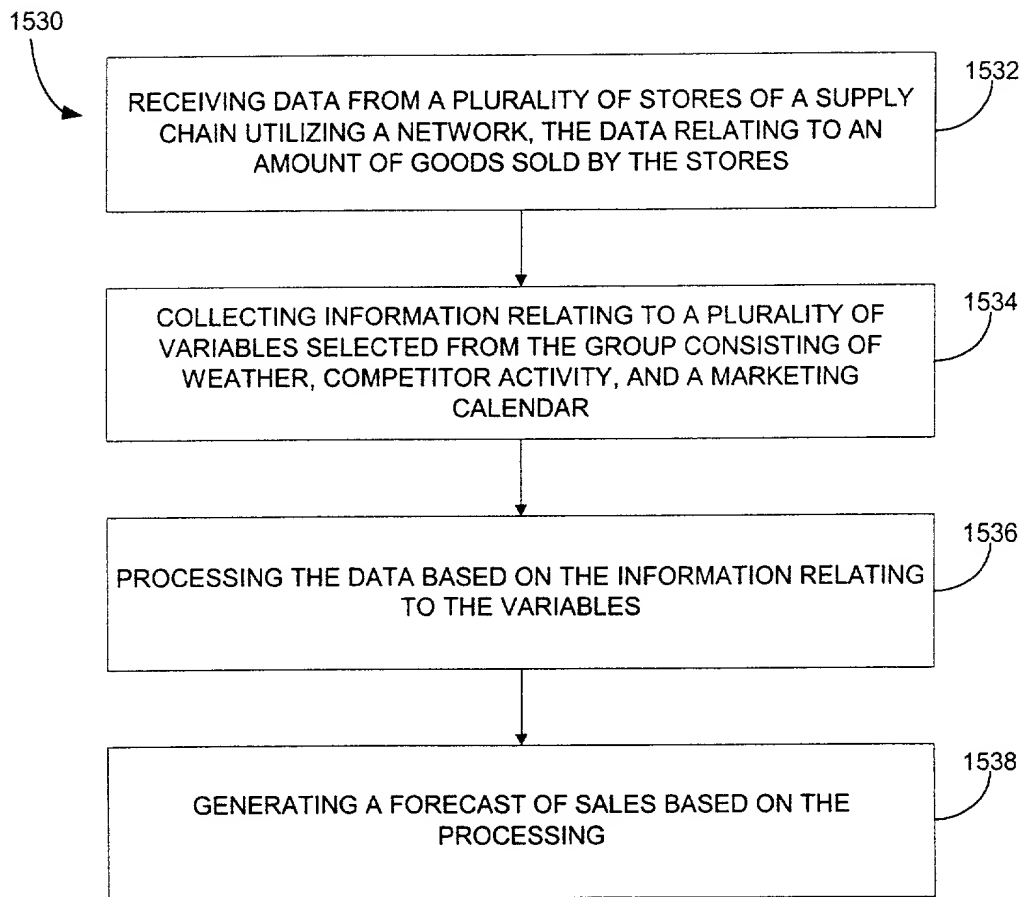 1530
1532
RECEIVING DATA FROM A PLURALITY OF STORES OF A SUPPLY
CHAIN UTILIZING A NETWORK, THE DATA RELATING TO AN
AMOUNT OF GOODS SOLD BY THE STORES
1534
COLLECTING INFORMATION RELATING TO A PLURALITY OF
VARIABLES SELECTED FROM THE GROUP CONSISTING OF
WEATHER, COMPETITOR ACTIVITY, AND A MARKETING
CALENDAR
1536
PROCESSING THE DATA BASED ON THE INFORMATION RELATING
TO THE VARIABLES
1538
GENERATING A FORECAST OF SALES BASED ON THE
PROCESSING